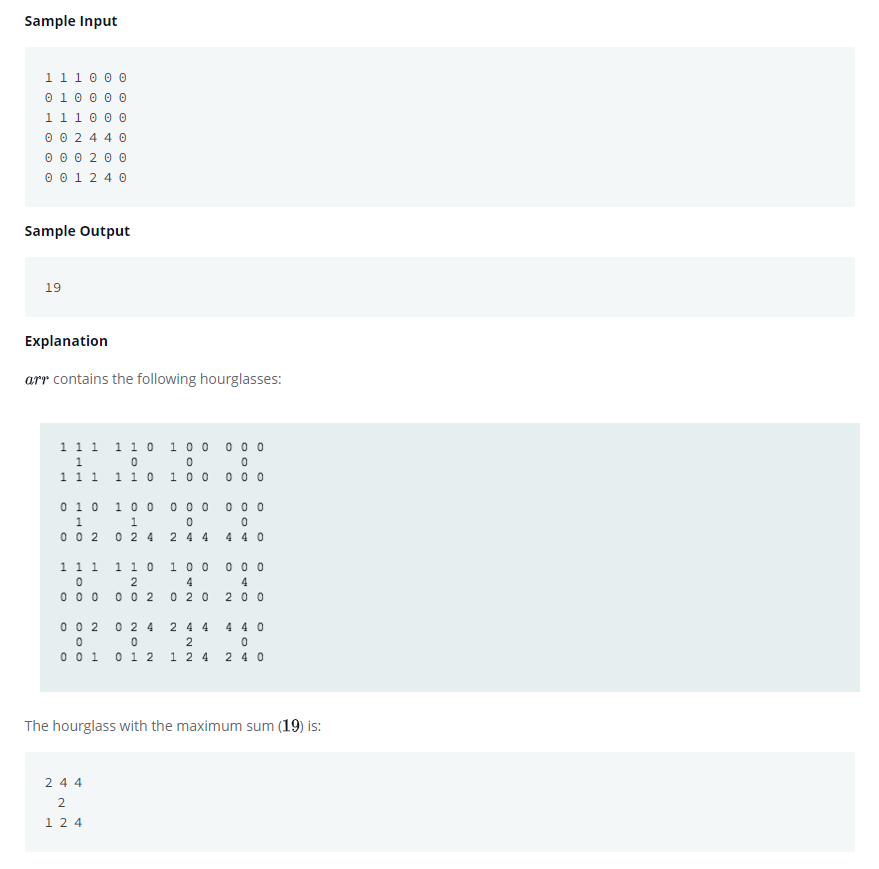 Sample Input
1 1 1 0 0 0
0 1 0 0 0 0
1 1 1 0 0 0
0 0 2 4 4 0
0 0 0 2 0 0
0 0 1 2 4 0
Sample Output
19
Explanation
arr contains the following hourglasses:
1 1 1 1 1 0 1 0 0 0 0 0
1 0 0 0
1 1 1 1 1 0 1 0 0 0 0 0
0 1 0 1 0 0 0 0 0 0 0 0
1 1 0 0
0 0 2 0 2 4 2 4 4 4 4 0
1 1 1 1 1 0 1 0 0 0 0 0
0 2 4 4
0 0 0 0 0 2 0 2 0 2 0 0
0 0 2 0 2 4 2 4 4 4 4 0
0 0 2 0
0 0 1 0 1 2 1 2 4 2 4 0
The hourglass with the maximum sum (19) is:
2 4 4
2
1 2 4